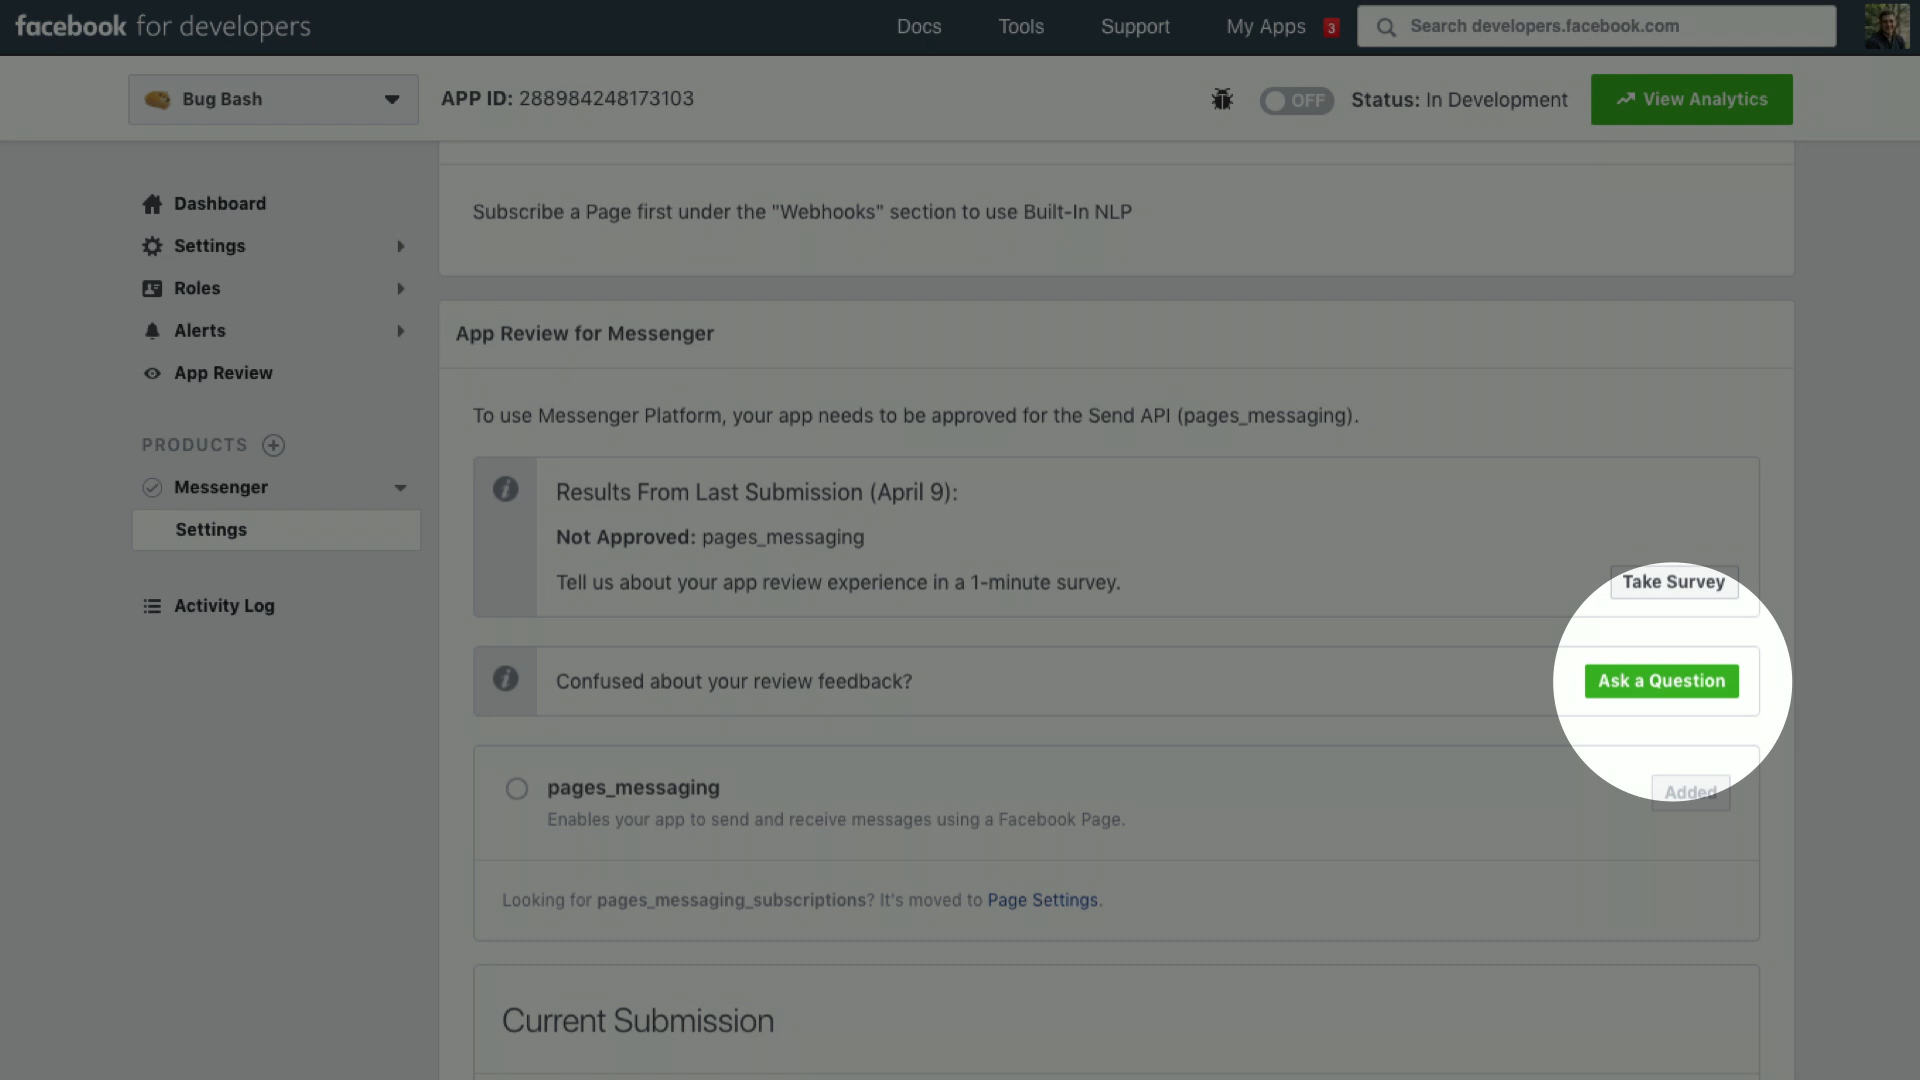 facebook for developers
Docs
Tools
Support
My Apps 3
Search developers.facebook.com
Bug Bash
APP ID: 288984248173103
OFF
Status: In Development
View Analytics
Dashboard
Settings
Roles
Alerts
App Review
PRODUCTS
Messenger
Settings
Activity Log
Subscribe a Page first under the "Webhooks" section to use Built-In NLP
App Review for Messenger
To use Messenger Platform, your app needs to be approved for the Send API (pages_messaging).
Results From Last Submission (April 9):
Not Approved: pages_messaging
Tell us about your app review experience in a 1-minute survey.
Take Survey
Confused about your review feedback?
Ask a Question
pages_messaging
Added
Enables your app to send and receive messages using a Facebook Page.
Looking for pages_messaging_subscriptions? It's moved to Page Settings.
Current Submission